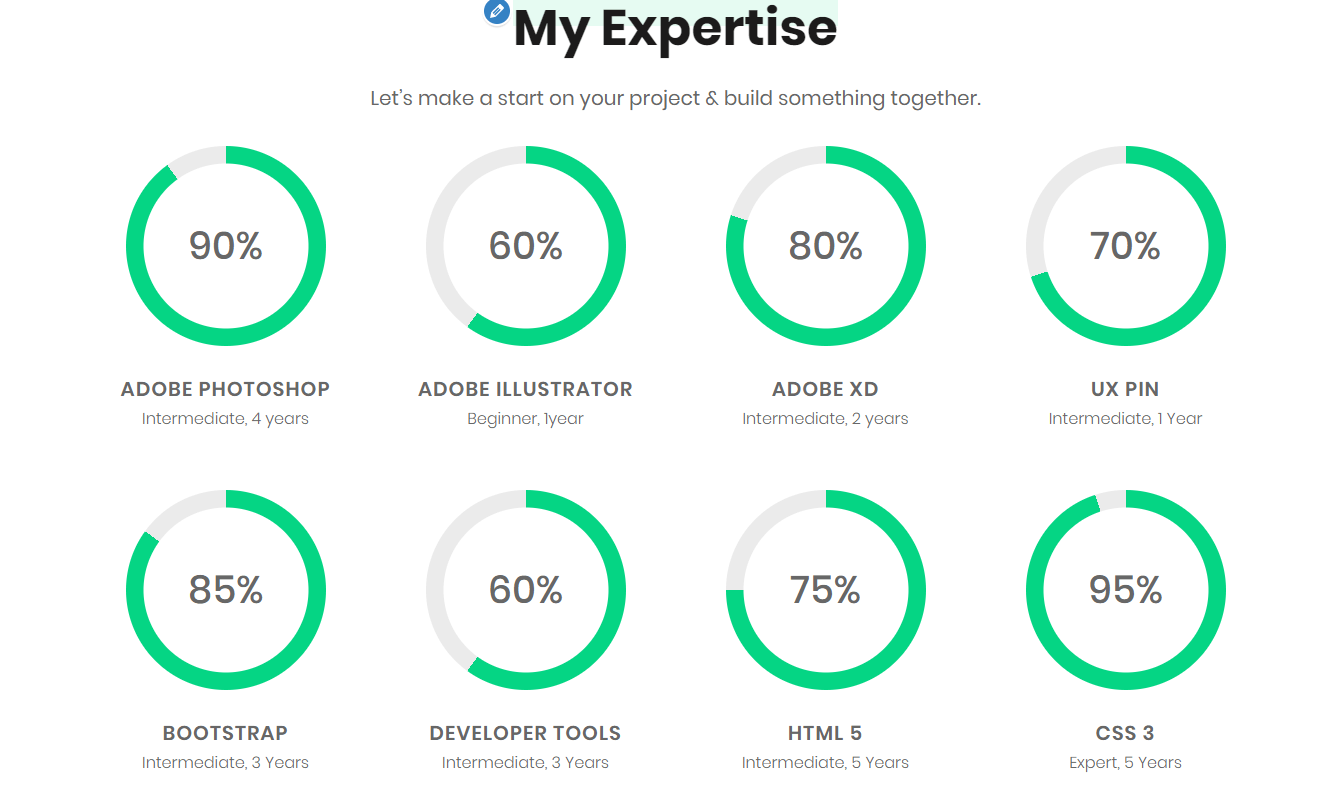 My Expertise
Let's make a start on your project & build something together.
90%
60%
80%
70%
ADOBE PHOTOSHOP
Intermediate, 4 years
ADOBE ILLUSTRATOR
Beginner, 1year
ADOBE XD
Intermediate, 2 years
UX PIN
Intermediate, 1 Year
85%
60%
75%
95%
BOOTSTRAP
Intermediate, 3 Years
DEVELOPER TOOLS
Intermediate, 3 Years
HTML 5
Intermediate, 5 Years
CSS 3
Expert, 5 Years